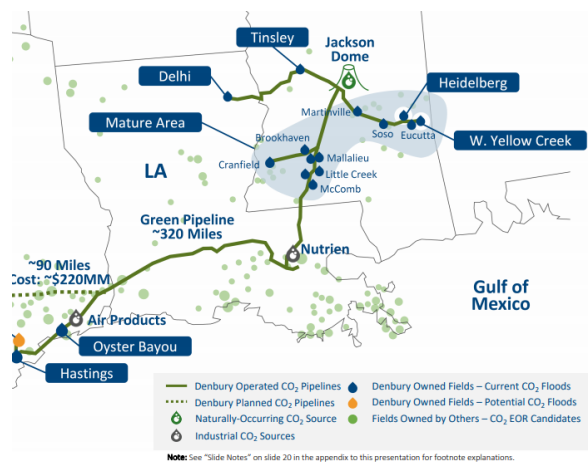 Tinsley
Jackson
Dome
Delhi
Heidelberg
Martinville
Mature Area
Soso
Eucutta
W. Yellow Creek
Brookhaven
Cranfield
Mallalieu
LA
Little Creek
McComb
Green Pipeline
~320 Miles
Nutrien
~90 Miles
Cost: ~$220MM
Gulf of
Mexico
Air Products
Oyster Bayou
Hastings
Denbury Operated CO₂ Pipelines
Denbury Owned Fields – Current CO₂ Floods
Denbury Planned CO₂ Pipelines
Denbury Owned Fields – Potential CO₂ Floods
Naturally-Occurring CO₂ Source
Fields Owned by Others – CO₂ EOR Candidates
Industrial CO₂ Sources
Note: See "Slide Notes" on slide 20 in the appendix to this presentation for footnote explanations.